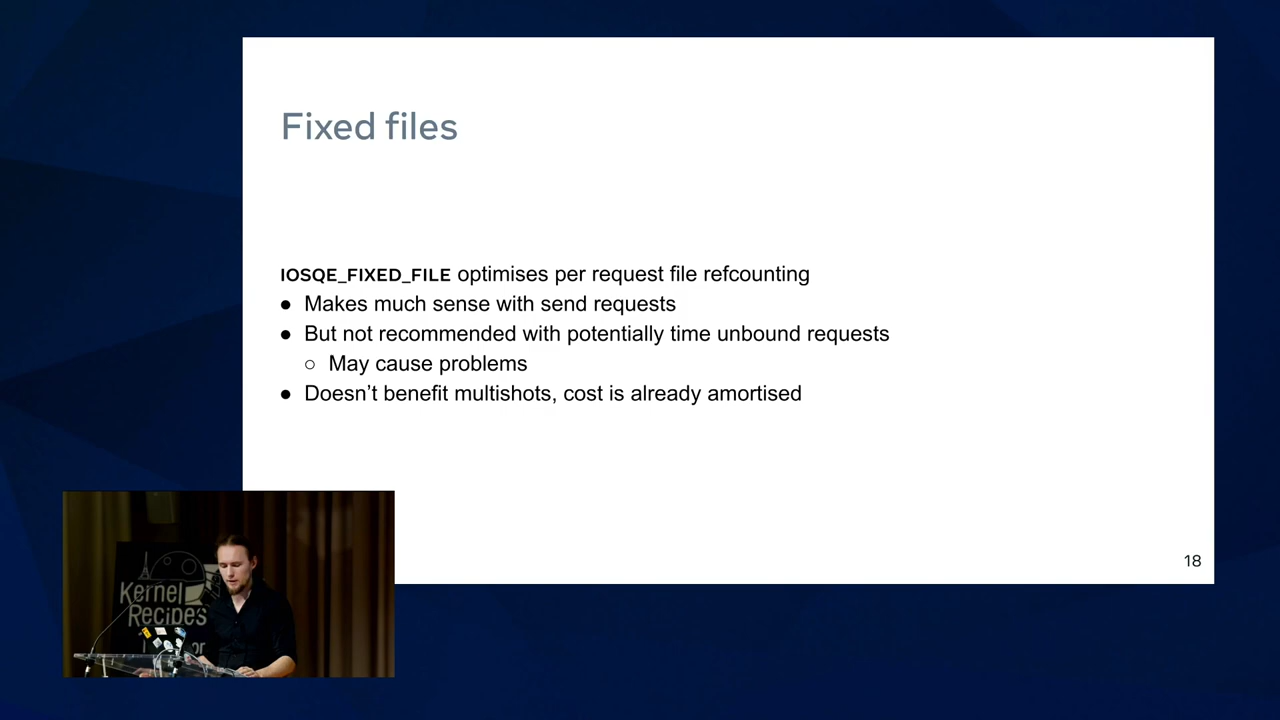 Fixed files
IOSQE_FIXED_FILE optimises per request file refcounting
● Makes much sense with send requests
● But not recommended with potentially time unbound requests
○ May cause problems
● Doesn’t benefit multishots, cost is already amortised
18
Kernel
Recipes